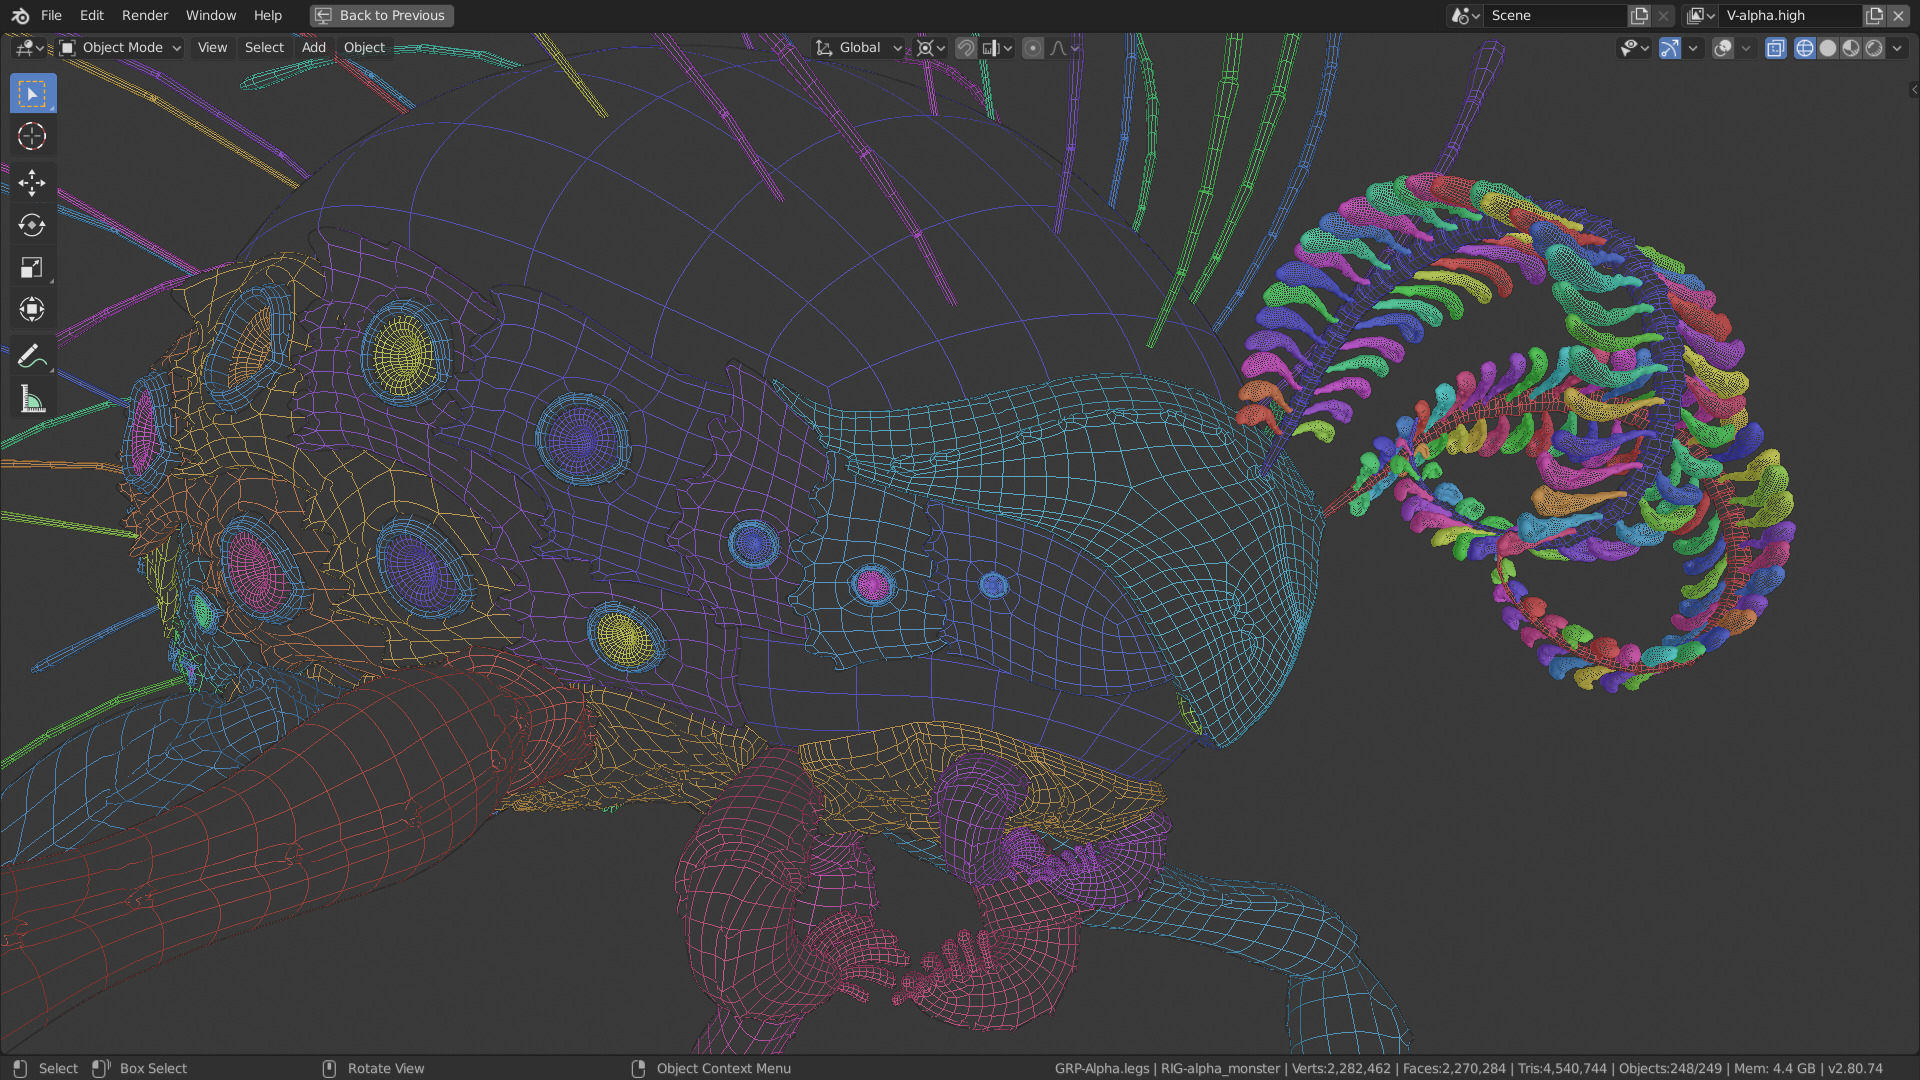 File Edit Render Window Help Back to Previous Scene V-alpha.high
Object Mode View Select Add Object Global
Select Box Select Rotate View Object Context Menu GRP-Alpha.legs | RIG-alpha_monster | Verts:2,282,462 | Faces:2,270,284 | Tris:4,540,744 | Objects:248/249 | Mem: 4.4 GB | v2.80.74